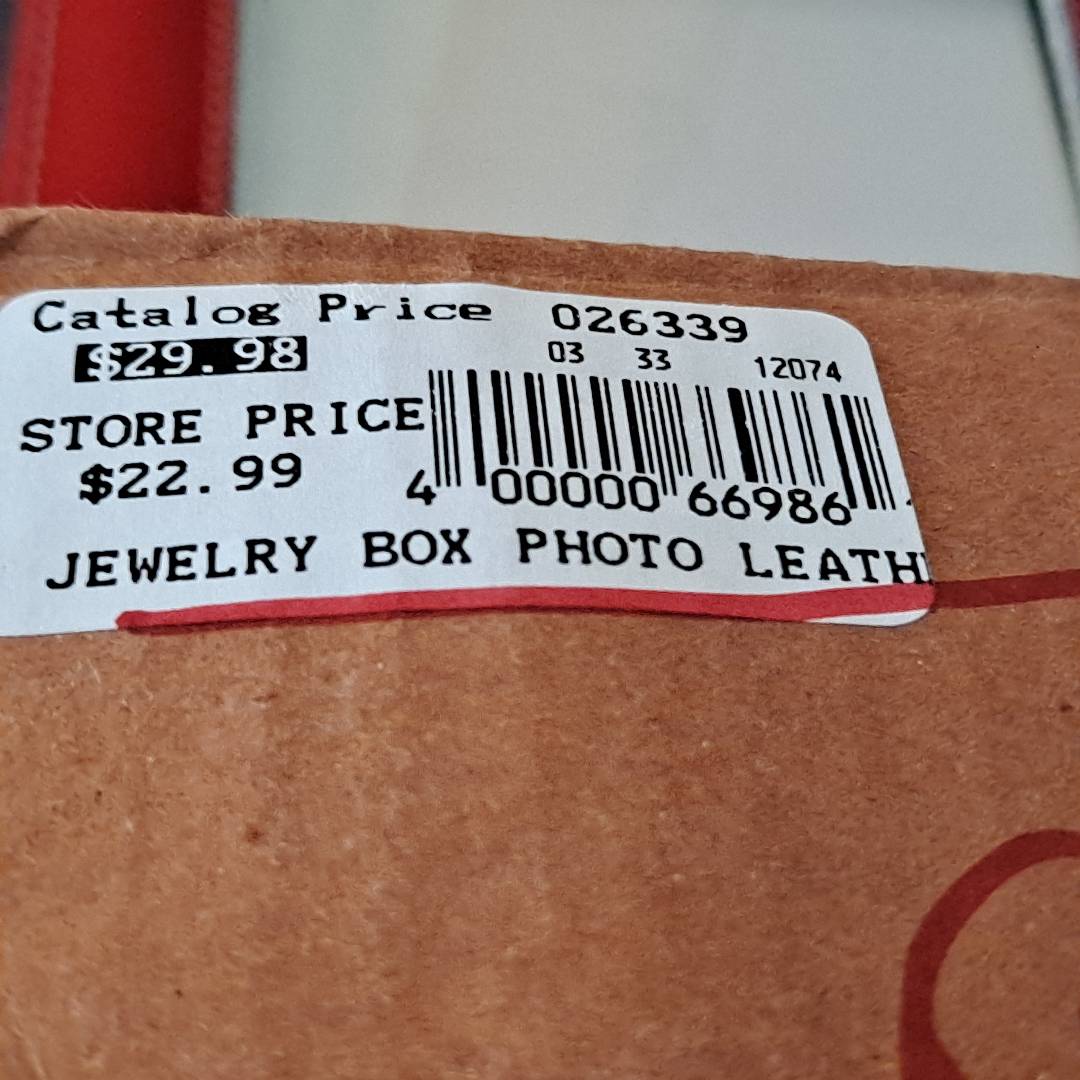 Catalog Price 026339
$29.98 03 33 12074
STORE PRICE
$22.99 4 00000 66986
JEWELRY BOX PHOTO LEATH